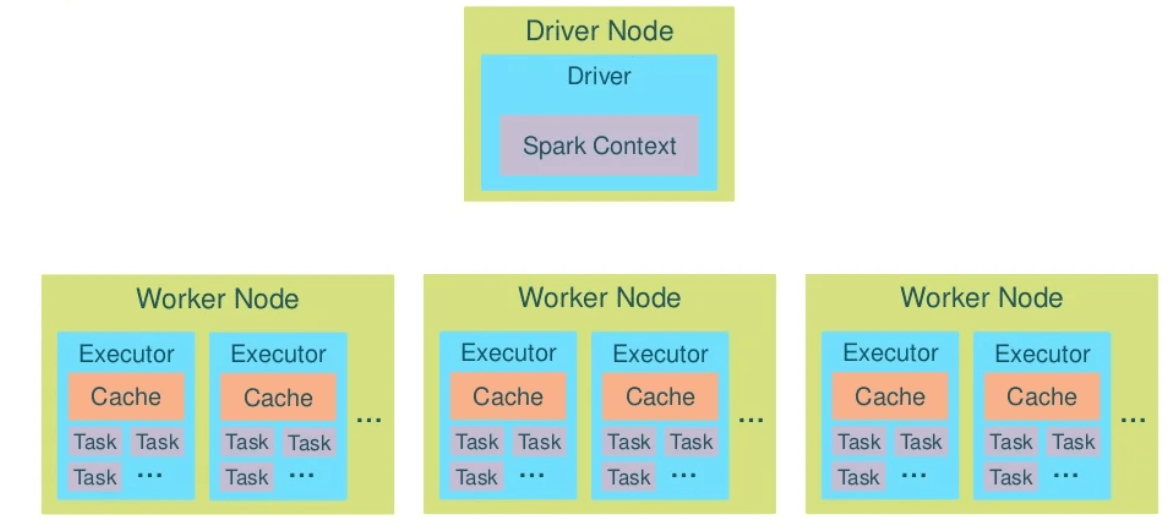 Driver Node
Driver
Spark Context
Worker Node
Executor
Cache
Task Task
Task ...
Executor
Cache
Task Task
Task ...
...
Worker Node
Executor
Cache
Task Task
Task ...
Executor
Cache
Task Task
Task ...
...
Worker Node
Executor
Cache
Task Task
Task ...
Executor
Cache
Task Task
Task ...
...